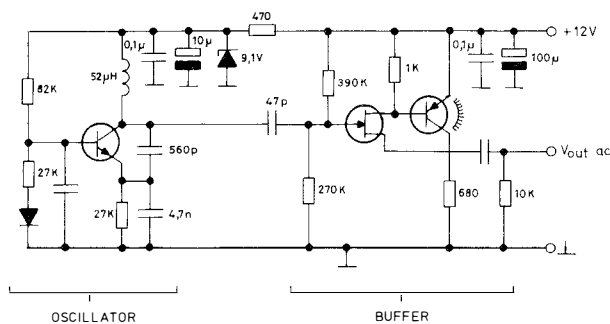 470
+12V
0,1µ
10µ
9,1V
52µH
82K
390K
1K
0,1µ
100µ
47p
560p
V out ac
27K
27K
4,7n
270K
680
10K
OSCILLATOR
BUFFER